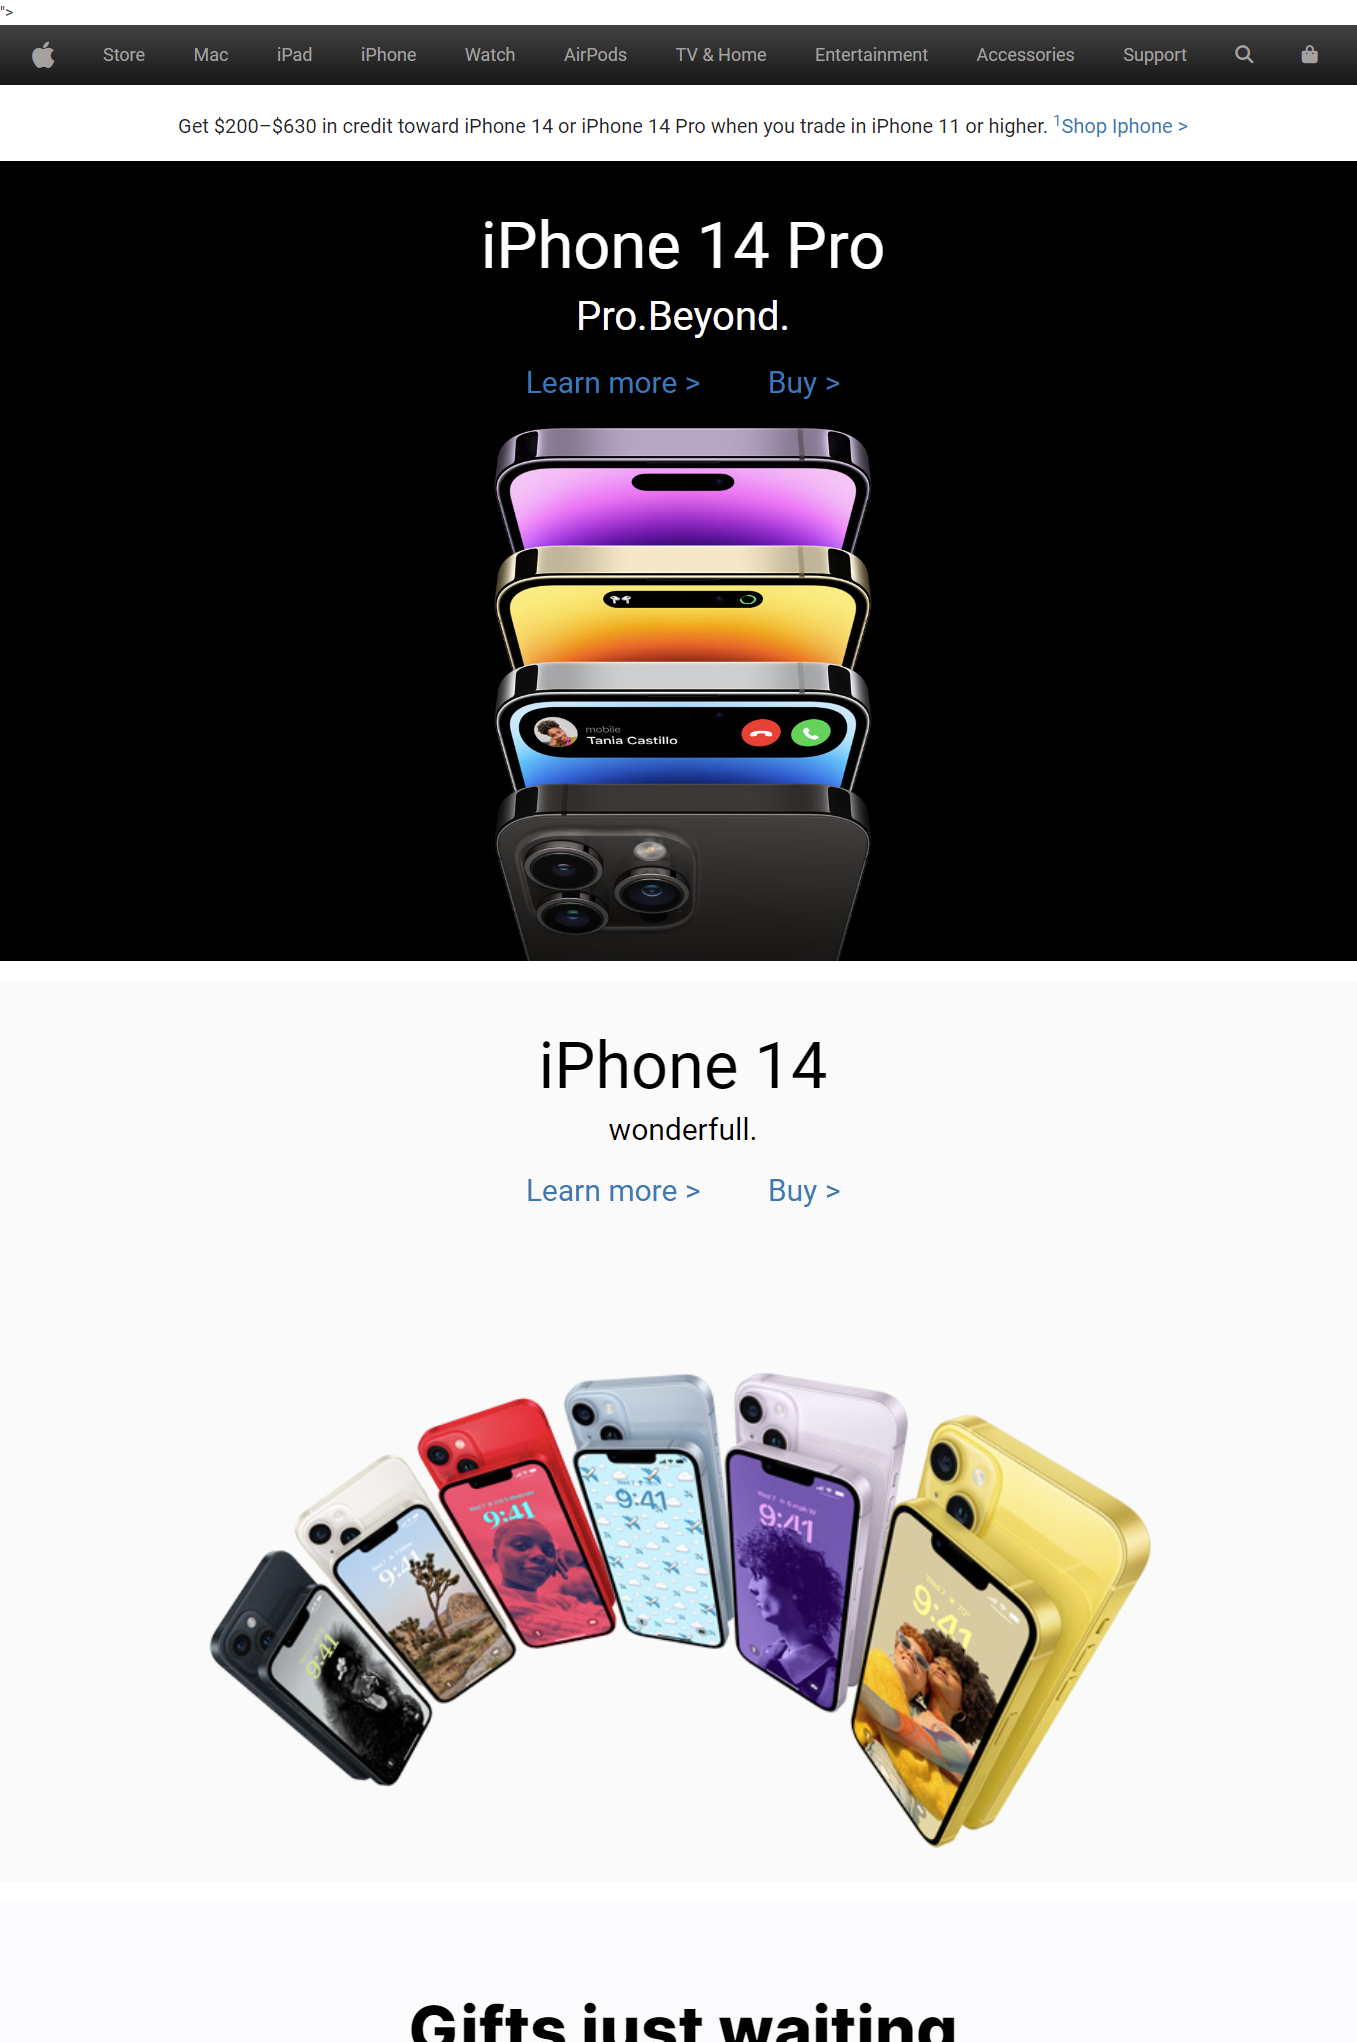 ">
Store Mac iPad iPhone Watch AirPods TV & Home Entertainment Accessories Support
Get $200–$630 in credit toward iPhone 14 or iPhone 14 Pro when you trade in iPhone 11 or higher. 1Shop Iphone >
iPhone 14 Pro
Pro.Beyond.
Learn more > Buy >
mobile
Tania Castillo
iPhone 14
wonderfull.
Learn more > Buy >
9:41
9:41
9:41
9:41
9:41
9:41
Gifts just waiting